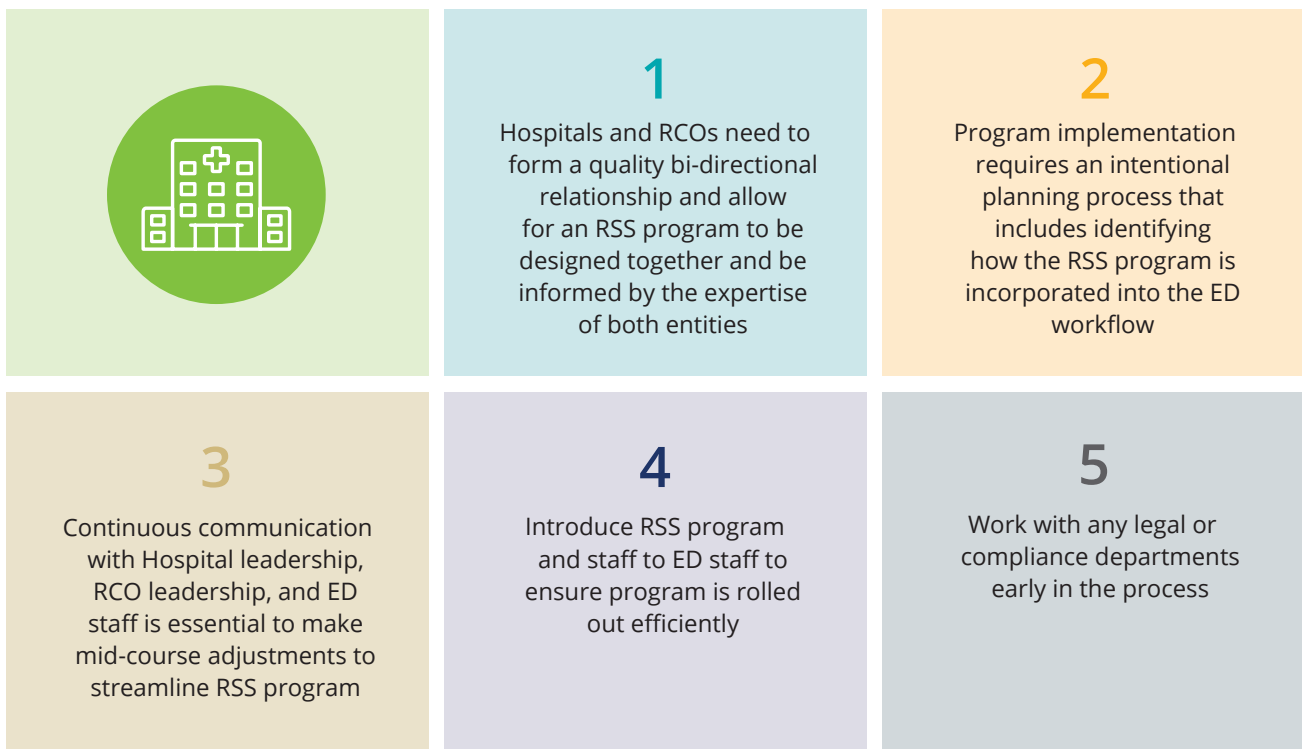 1
Hospitals and RCOs need to
form a quality bi-directional
relationship and allow
for an RSS program to be
designed together and be
informed by the expertise
of both entities
2
Program implementation
requires an intentional
planning process that
includes identifying
how the RSS program is
incorporated into the ED
workflow
3
Continuous communication
with Hospital leadership,
RCO leadership, and ED
staff is essential to make
mid-course adjustments to
streamline RSS program
4
Introduce RSS program
and staff to ED staff to
ensure program is rolled
out efficiently
5
Work with any legal or
compliance departments
early in the process